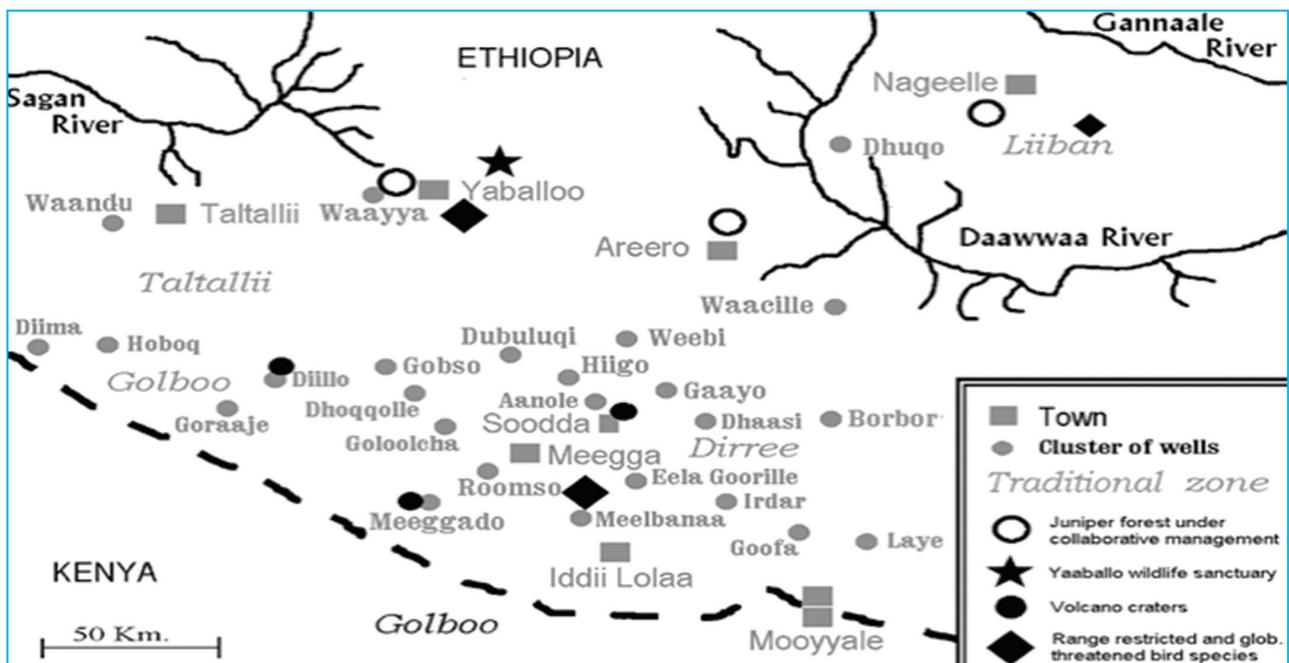 ETHIOPIA
Gannaale
River
Sagan
River
Nageelle
Dhuqo
Liiban
Waandu
Taltallii
Waayya
Yaballoo
Areero
Daawwaa River
Taltallii
Waacille
Diima
Hoboq
Dubuluqi
Weebi
Golboo
Diillo
Gobso
Hiigo
Gaayo
Goraaje
Dhoqqolle
Aanole
Goloolcha
Soodda
Dhaasi
Borbor
Dirree
Meegga
Roomso
Eela Goorille
Meeggado
Meelbanaa
Irdar
Goofa
Laye
Iddii Lolaa
KENYA
Golboo
Mooyyale
50 Km.
Town
Cluster of wells
Traditional zone
Juniper forest under
collaborative management
Yaaballo wildlife sanctuary
Volcano craters
Range restricted and glob.
threatened bird species